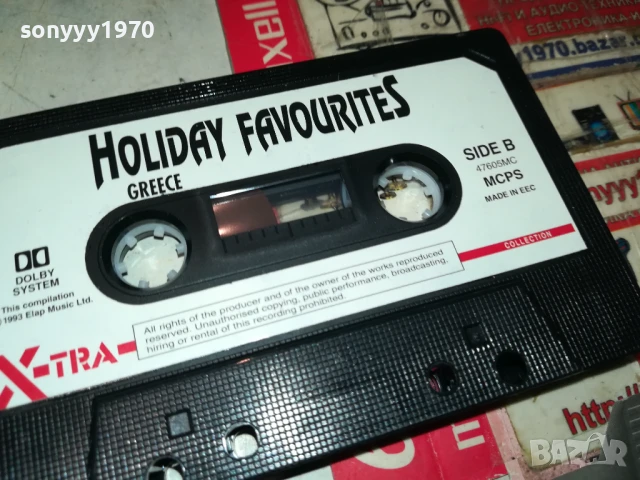 sonyyy1970
xell
1970.bazar.
HOLIDAY FAVOURITES
GREECE
SIDE B
47605MC
MCPS
MADE IN EEC
DOLBY
SYSTEM
This compilation
1993 Elap Music Ltd.
X-TRA
COLLECTION
All rights of the producer and of the owner of the works reproduced
reserved. Unauthorised copying, public performance, broadcasting,
hiring or rental of this recording prohibited.
http:
BAZAR